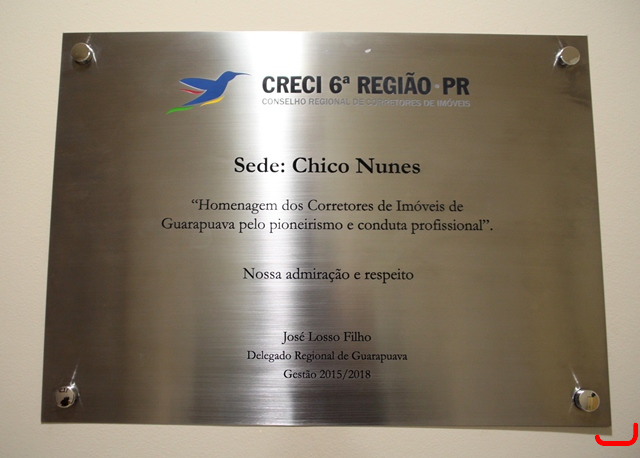 CRECI 6ª REGIÃO·PR
CONSELHO REGIONAL DE CORRETORES DE IMÓVEIS
Sede: Chico Nunes
“Homenagem dos Corretores de Imóveis de
Guarapuava pelo pioneirismo e conduta profissional”.
Nossa admiração e respeito
José Losso Filho
Delegado Regional de Guarapuava
Gestão 2015/2018